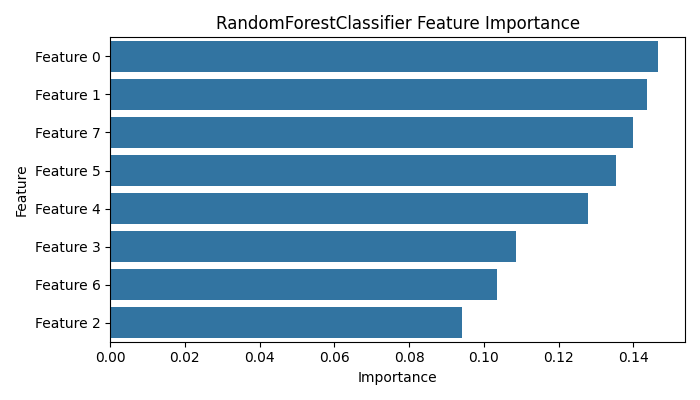 RandomForestClassifier Feature Importance
Feature 0
Feature 1
Feature 7
Feature 5
Feature 4
Feature 3
Feature 6
Feature 2
Feature
0.00 0.02 0.04 0.06 0.08 0.10 0.12 0.14
Importance